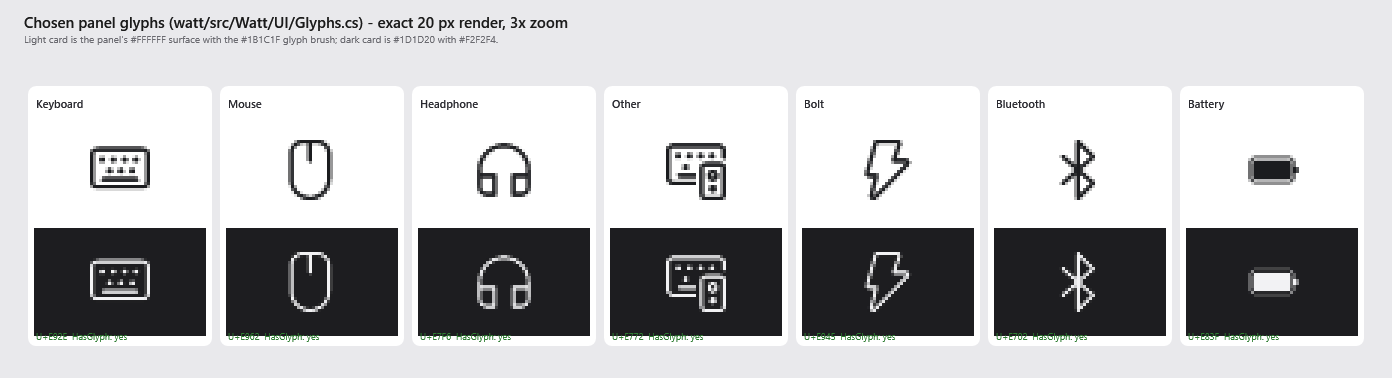 Chosen panel glyphs (watt/src/Watt/UI/Glyphs.cs) - exact 20 px render, 3x zoom
Light card is the panel's #FFFFFF surface with the #1B1C1F glyph brush; dark card is #1D1D20 with #F2F2F4.
Keyboard Mouse Headphone Other Bolt Bluetooth Battery
HasGlyph: yes HasGlyph: yes HasGlyph: yes HasGlyph: yes HasGlyph: yes HasGlyph: yes HasGlyph: yes